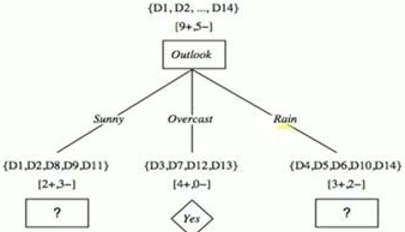 {D1, D2, ..., D14}
[9+,5−]
Outlook
Sunny Overcast Rain
{D1,D2,D8,D9,D11} {D3,D7,D12,D13} {D4,D5,D6,D10,D14}
[2+,3−] [4+,0−] [3+,2−]
? Yes ?